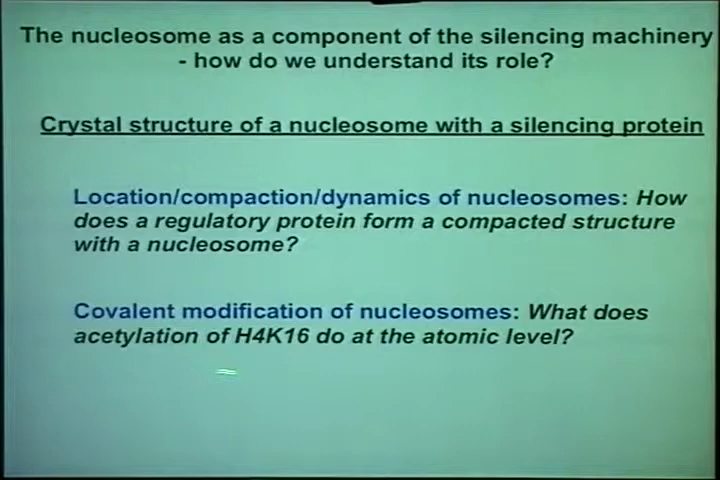 The nucleosome as a component of the silencing machinery
- how do we understand its role?
Crystal structure of a nucleosome with a silencing protein
Location/compaction/dynamics of nucleosomes: How
does a regulatory protein form a compacted structure
with a nucleosome?
Covalent modification of nucleosomes: What does
acetylation of H4K16 do at the atomic level?